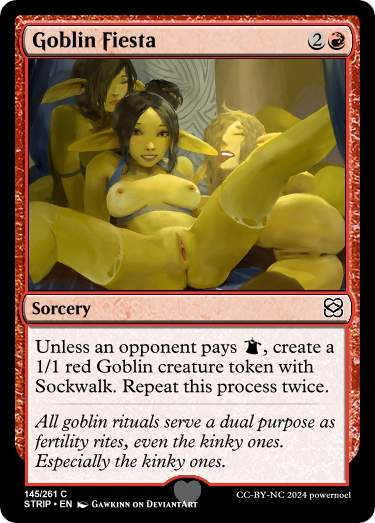 Goblin Fiesta 2
Sorcery
Unless an opponent pays , create a
1/1 red Goblin creature token with
Sockwalk. Repeat this process twice.
All goblin rituals serve a dual purpose as
fertility rites, even the kinky ones.
Especially the kinky ones.
145/261 C
STRIP • EN Gawkinn on DeviantArt
CC-BY-NC 2024 powernoel